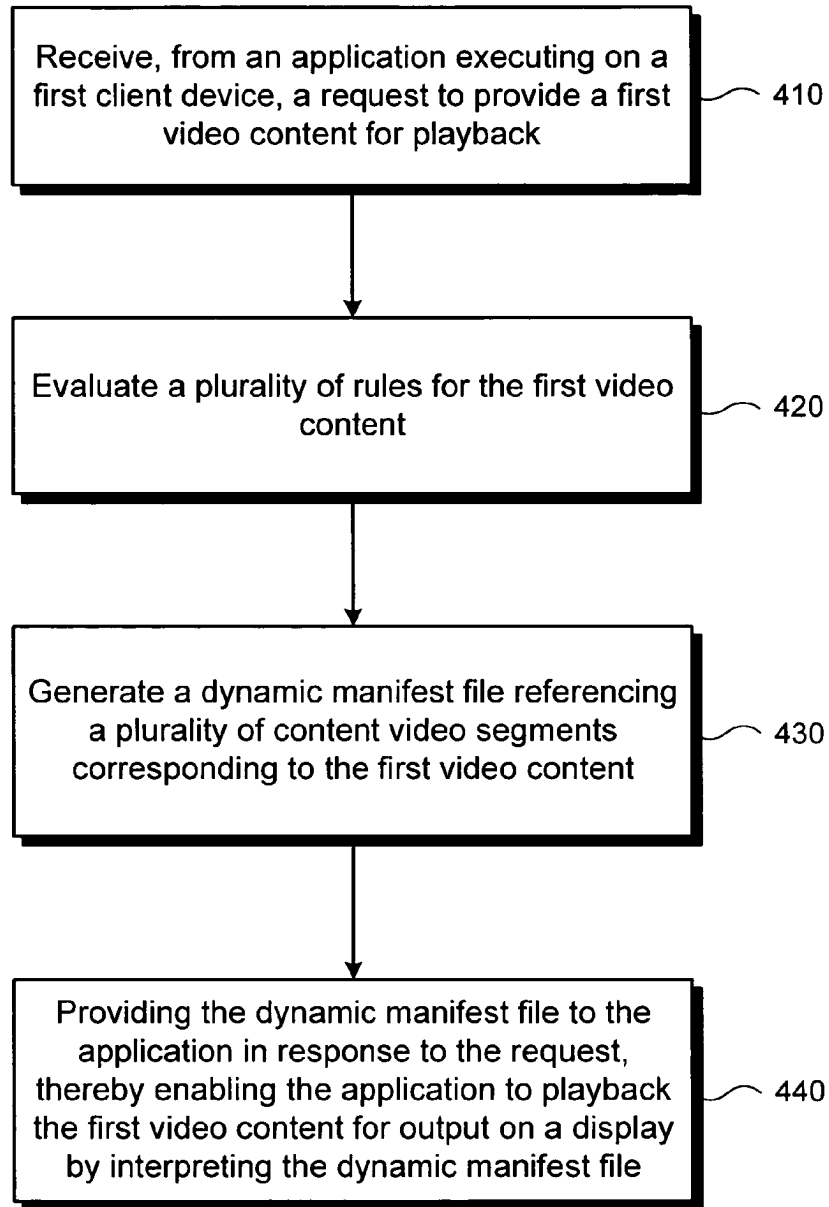 Receive, from an application executing on a
first client device, a request to provide a first
video content for playback
410
Evaluate a plurality of rules for the first video
content
420
Generate a dynamic manifest file referencing
a plurality of content video segments
corresponding to the first video content
430
Providing the dynamic manifest file to the
application in response to the request,
thereby enabling the application to playback
the first video content for output on a display
by interpreting the dynamic manifest file
440